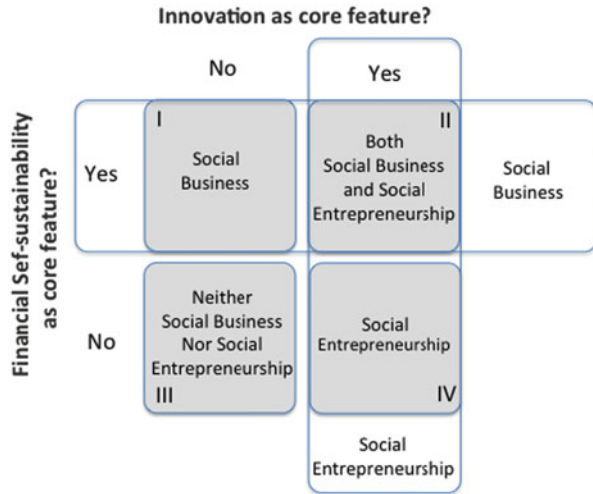 Innovation as core feature?
No
Yes
Financial Sef-sustainability
as core feature?
Yes
I
Social
Business
II
Both
Social Business
and Social
Entrepreneurship
Social
Business
No
Neither
Social Business
Nor Social
Entrepreneurship
III
Social
Entrepreneurship
IV
Social
Entrepreneurship